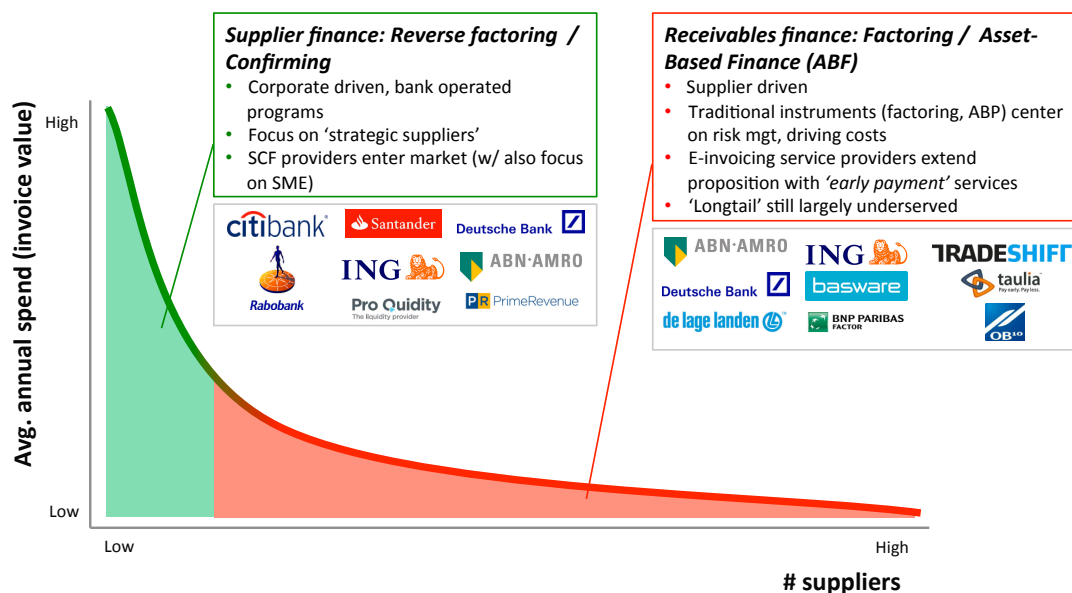 Supplier finance: Reverse factoring /
Confirming
• Corporate driven, bank operated
programs
• Focus on ‘strategic suppliers’
• SCF providers enter market (w/ also focus
on SME)
Receivables finance: Factoring / Asset-
Based Finance (ABF)
• Supplier driven
• Traditional instruments (factoring, ABP) center
on risk mgt, driving costs
• E-invoicing service providers extend
proposition with ‘early payment’ services
• ‘Longtail’ still largely underserved
citibank®
Santander
Deutsche Bank
Rabobank
ING
ABN·AMRO
Pro Quidity
The liquidity provider
PR PrimeRevenue
ABN·AMRO
ING
TRADESHIFT
Deutsche Bank
basware
taulia™
Pay early. Pay less.
de lage landen
BNP PARIBAS
FACTOR
OB10
Avg. annual spend (invoice value)
High
Low
Low
High
# suppliers